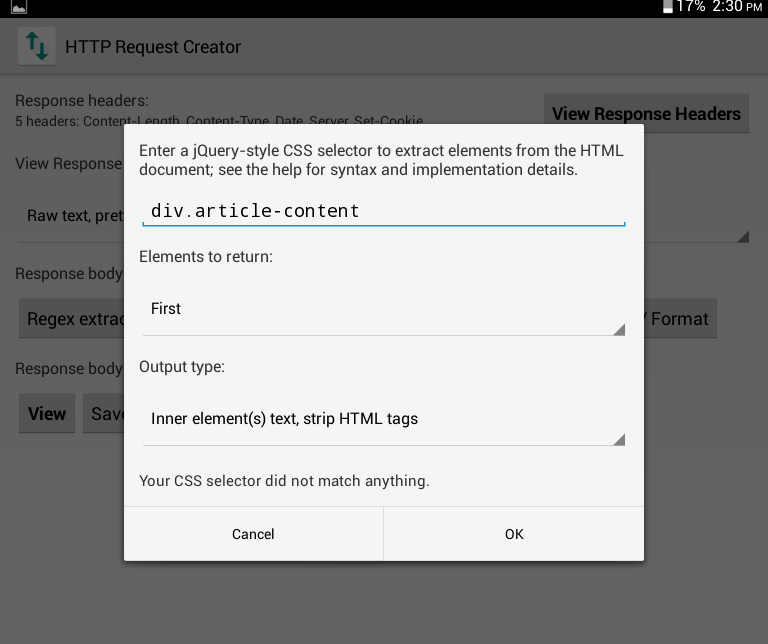 17% 2:30 PM
HTTP Request Creator
Response headers:
5 headers: Content-Length, Content-Type, Date, Server, Set-Cookie
View Response Headers
View Response
Raw text, pret
Response body
Regex extrac
/ Format
Response body
View
Save
Enter a jQuery-style CSS selector to extract elements from the HTML
document; see the help for syntax and implementation details.
div.article-content
Elements to return:
First
Output type:
Inner element(s) text, strip HTML tags
Your CSS selector did not match anything.
Cancel
OK